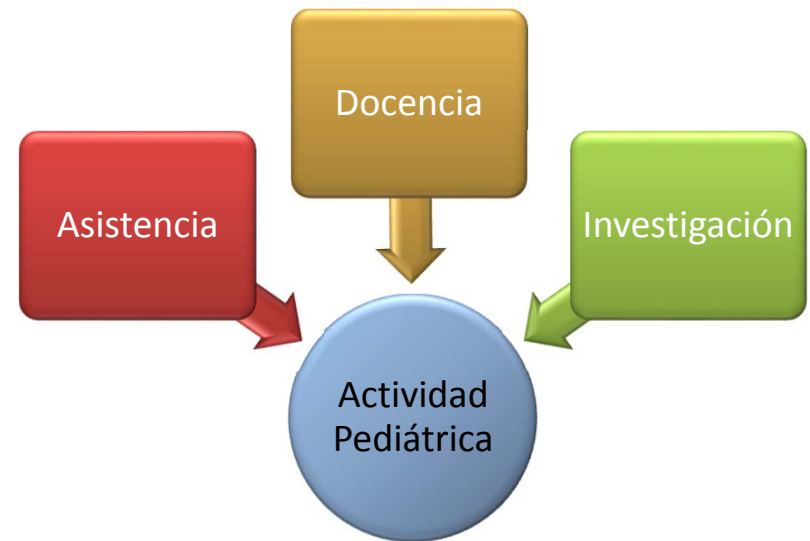 Docencia
Asistencia
Investigación
Actividad
Pediátrica